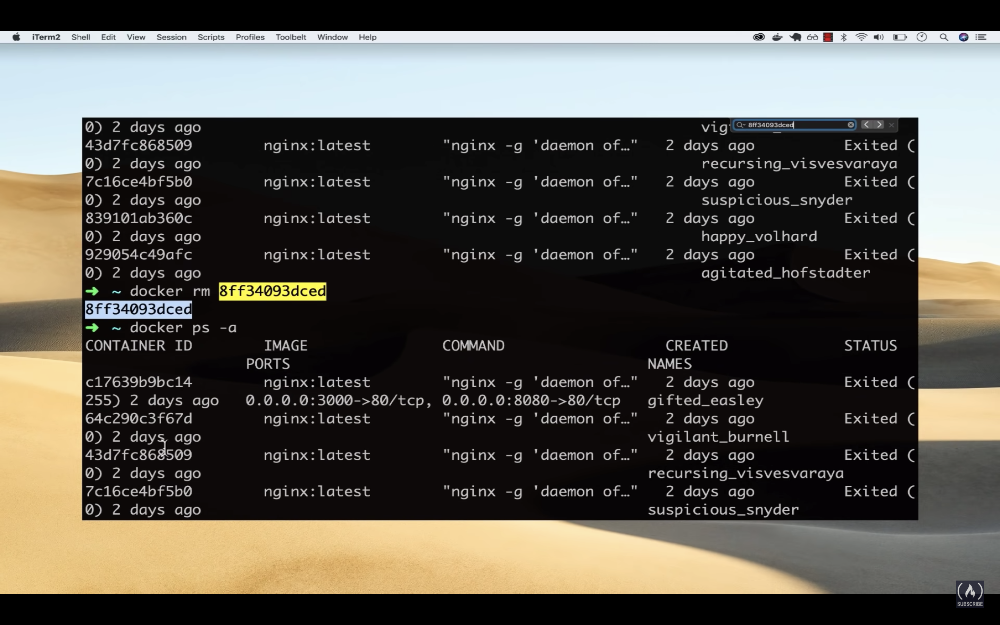 iTerm2 Shell Edit View Session Scripts Profiles Toolbelt Window Help
8ff34093dced
0) 2 days ago vig
43d7fc868509 nginx:latest "nginx -g 'daemon of…" 2 days ago Exited (
0) 2 days ago recursing_visvesvaraya
7c16ce4bf5b0 nginx:latest "nginx -g 'daemon of…" 2 days ago Exited (
0) 2 days ago suspicious_snyder
839101ab360c nginx:latest "nginx -g 'daemon of…" 2 days ago Exited (
0) 2 days ago happy_volhard
929054c49afc nginx:latest "nginx -g 'daemon of…" 2 days ago Exited (
0) 2 days ago agitated_hofstadter
➜ ~ docker rm 8ff34093dced
8ff34093dced
➜ ~ docker ps -a
CONTAINER ID IMAGE COMMAND CREATED STATUS
PORTS NAMES
c17639b9bc14 nginx:latest "nginx -g 'daemon of…" 2 days ago Exited (
255) 2 days ago 0.0.0.0:3000->80/tcp, 0.0.0.0:8080->80/tcp gifted_easley
64c290c3f67d nginx:latest "nginx -g 'daemon of…" 2 days ago Exited (
0) 2 days ago vigilant_burnell
43d7fc868509 nginx:latest "nginx -g 'daemon of…" 2 days ago Exited (
0) 2 days ago recursing_visvesvaraya
7c16ce4bf5b0 nginx:latest "nginx -g 'daemon of…" 2 days ago Exited (
0) 2 days ago suspicious_snyder
SUBSCRIBE